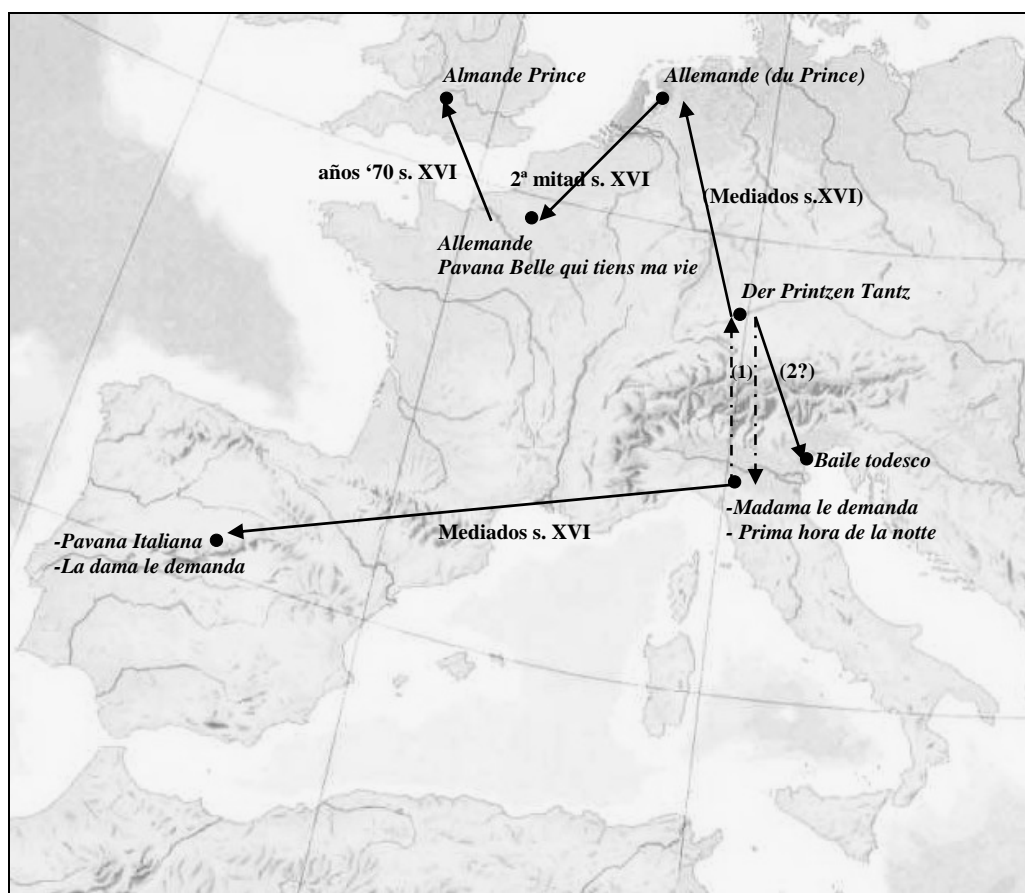 Almande Prince
Allemande (du Prince)
años ‘70 s. XVI
2ª mitad s. XVI
(Mediados s.XVI)
Allemande
Pavana Belle qui tiens ma vie
Der Printzen Tantz
(1)
(2?)
Baile todesco
-Madama le demanda
- Prima hora de la notte
Mediados s. XVI
-Pavana Italiana
-La dama le demanda